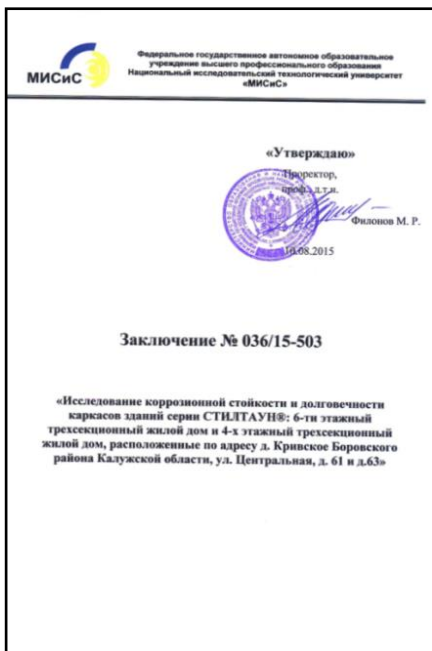 МИСиС
Федеральное государственное автономное образовательное
учреждение высшего профессионального образования
Национальный исследовательский технологический университет
«МИСиС»
«Утверждаю»
Проректор,
проф., д.т.н.
Филонов М. Р.
10.08.2015
Заключение № 036/15-503
«Исследование коррозионной стойкости и долговечности
каркасов зданий серии СТИЛТАУН®: 6-ти этажный
трехсекционный жилой дом и 4-х этажный трехсекционный
жилой дом, расположенные по адресу д. Кривское Боровского
района Калужской области, ул. Центральная, д. 61 и д.63»